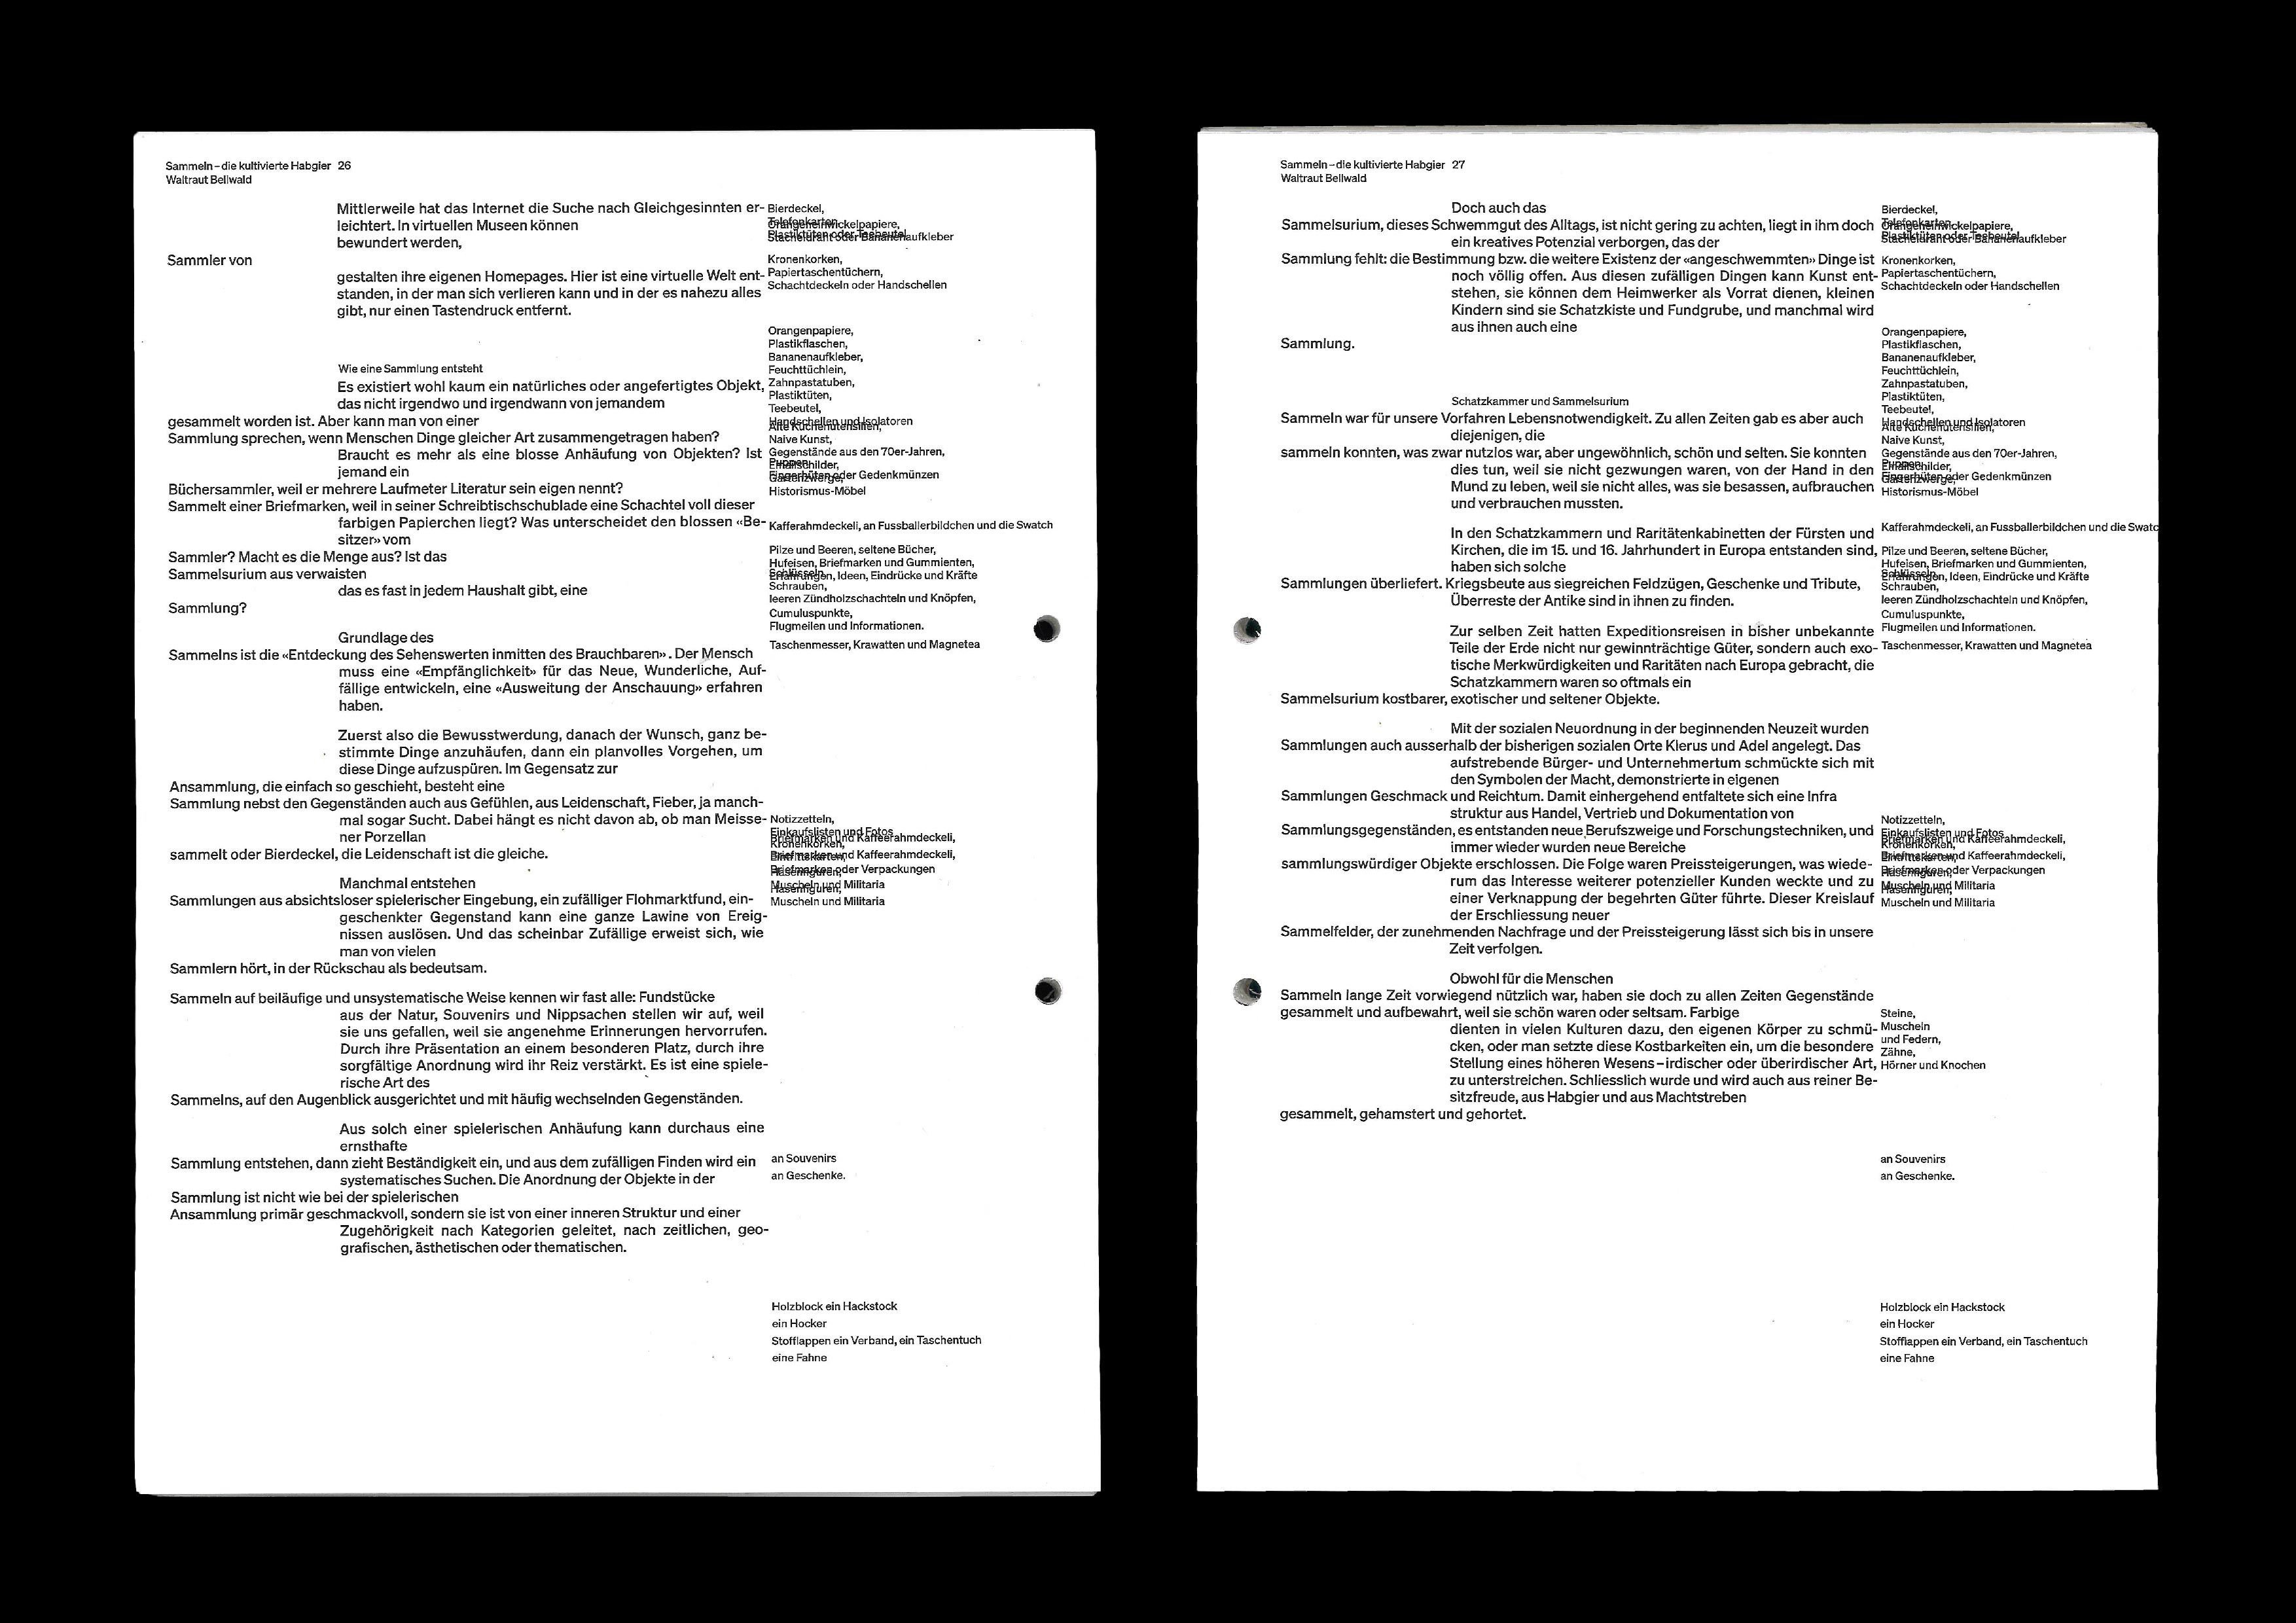 Sammeln – die kultivierte Habgier 26
Waltraut Bellwald
Mittlerweile hat das Internet die Suche nach Gleichgesinnten er-
leichtert. In virtuellen Museen können
bewundert werden,
Sammler von
gestalten ihre eigenen Homepages. Hier ist eine virtuelle Welt ent-
standen, in der man sich verlieren kann und in der es nahezu alles
gibt, nur einen Tastendruck entfernt.
Wie eine Sammlung entsteht
Es existiert wohl kaum ein natürliches oder angefertigtes Objekt,
das nicht irgendwo und irgendwann von jemandem
gesammelt worden ist. Aber kann man von einer
Sammlung sprechen, wenn Menschen Dinge gleicher Art zusammengetragen haben?
Braucht es mehr als eine blosse Anhäufung von Objekten? Ist
jemand ein
Büchersammler, weil er mehrere Laufmeter Literatur sein eigen nennt?
Sammelt einer Briefmarken, weil in seiner Schreibtischschublade eine Schachtel voll dieser
farbigen Papierchen liegt? Was unterscheidet den blossen «Be-
sitzer» vom
Sammler? Macht es die Menge aus? Ist das
Sammelsurium aus verwaisten
das es fast in jedem Haushalt gibt, eine
Sammlung?
Grundlage des
Sammelns ist die «Entdeckung des Sehenswerten inmitten des Brauchbaren» . Der Mensch
muss eine «Empfänglichkeit» für das Neue, Wunderliche, Auf-
fällige entwickeln, eine «Ausweitung der Anschauung» erfahren
haben.
Zuerst also die Bewusstwerdung, danach der Wunsch, ganz be-
stimmte Dinge anzuhäufen, dann ein planvolles Vorgehen, um
diese Dinge aufzuspüren. Im Gegensatz zur
Ansammlung, die einfach so geschieht, besteht eine
Sammlung nebst den Gegenständen auch aus Gefühlen, aus Leidenschaft, Fieber, ja manch-
mal sogar Sucht. Dabei hängt es nicht davon ab, ob man Meisse-
ner Porzellan
sammelt oder Bierdeckel, die Leidenschaft ist die gleiche.
Manchmal entstehen
Sammlungen aus absichtsloser spielerischer Eingebung, ein zufälliger Flohmarktfund, ein-
geschenkter Gegenstand kann eine ganze Lawine von Ereig-
nissen auslösen. Und das scheinbar Zufällige erweist sich, wie
man von vielen
Sammlern hört, in der Rückschau als bedeutsam.
Sammeln auf beiläufige und unsystematische Weise kennen wir fast alle: Fundstücke
aus der Natur, Souvenirs und Nippsachen stellen wir auf, weil
sie uns gefallen, weil sie angenehme Erinnerungen hervorrufen.
Durch ihre Präsentation an einem besonderen Platz, durch ihre
sorgfältige Anordnung wird ihr Reiz verstärkt. Es ist eine spiele-
rische Art des
Sammelns, auf den Augenblick ausgerichtet und mit häufig wechselnden Gegenständen.
Aus solch einer spielerischen Anhäufung kann durchaus eine
ernsthafte
Sammlung entstehen, dann zieht Beständigkeit ein, und aus dem zufälligen Finden wird ein
systematisches Suchen. Die Anordnung der Objekte in der
Sammlung ist nicht wie bei der spielerischen
Ansammlung primär geschmackvoll, sondern sie ist von einer inneren Struktur und einer
Zugehörigkeit nach Kategorien geleitet, nach zeitlichen, geo-
grafischen, ästhetischen oder thematischen.
Bierdeckel,
Telefonkarten,
Plastiktüten oder Teebeutel
Kronenkorken,
Papiertaschentüchern,
Schachtdeckeln oder Handschellen
Orangenpapiere,
Plastikflaschen,
Bananenaufkleber,
Feuchttüchlein,
Zahnpastatuben,
Plastiktüten,
Teebeutel,
Handschellen und Isolatoren
Alte Küchenutensilien,
Naive Kunst,
Gegenstände aus den 70er-Jahren,
Puppen,
Emailschilder,
Fingerhüten oder Gedenkmünzen
Gartenzwerge,
Historismus-Möbel
Kafferahmdeckeli, an Fussballerbildchen und die Swatch
Pilze und Beeren, seltene Bücher,
Hufeisen, Briefmarken und Gummienten,
Schlüsseln,
Erfahrungen, Ideen, Eindrücke und Kräfte
Schrauben,
leeren Zündholzschachteln und Knöpfen,
Cumuluspunkte,
Flugmeilen und Informationen.
Taschenmesser, Krawatten und Magnetea
Notizzetteln,
Einkaufslisten und Fotos
Briefmarken und Kaffeerahmdeckeli,
Kronenkorken,
Briefmarken und Kaffeerahmdeckeli,
Eintrittskarten,
Briefmarken oder Verpackungen
Hasenfiguren,
Muscheln und Militaria
Hasenfiguren,
Muscheln und Militaria
an Souvenirs
an Geschenke.
Holzblock ein Hackstock
ein Hocker
Stofflappen ein Verband, ein Taschentuch
eine Fahne
Sammeln – die kultivierte Habgier 27
Waltraut Bellwald
Doch auch das
Sammelsurium, dieses Schwemmgut des Alltags, ist nicht gering zu achten, liegt in ihm doch
ein kreatives Potenzial verborgen, das der
Sammlung fehlt: die Bestimmung bzw. die weitere Existenz der «angeschwemmten» Dinge ist
noch völlig offen. Aus diesen zufälligen Dingen kann Kunst ent-
stehen, sie können dem Heimwerker als Vorrat dienen, kleinen
Kindern sind sie Schatzkiste und Fundgrube, und manchmal wird
aus ihnen auch eine
Sammlung.
Schatzkammer und Sammelsurium
Sammeln war für unsere Vorfahren Lebensnotwendigkeit. Zu allen Zeiten gab es aber auch
diejenigen, die
sammeln konnten, was zwar nutzlos war, aber ungewöhnlich, schön und selten. Sie konnten
dies tun, weil sie nicht gezwungen waren, von der Hand in den
Mund zu leben, weil sie nicht alles, was sie besassen, aufbrauchen
und verbrauchen mussten.
In den Schatzkammern und Raritätenkabinetten der Fürsten und
Kirchen, die im 15. und 16. Jahrhundert in Europa entstanden sind,
haben sich solche
Sammlungen überliefert. Kriegsbeute aus siegreichen Feldzügen, Geschenke und Tribute,
Überreste der Antike sind in ihnen zu finden.
Zur selben Zeit hatten Expeditionsreisen in bisher unbekannte
Teile der Erde nicht nur gewinnträchtige Güter, sondern auch exo-
tische Merkwürdigkeiten und Raritäten nach Europa gebracht, die
Schatzkammern waren so oftmals ein
Sammelsurium kostbarer, exotischer und seltener Objekte.
Mit der sozialen Neuordnung in der beginnenden Neuzeit wurden
Sammlungen auch ausserhalb der bisherigen sozialen Orte Klerus und Adel angelegt. Das
aufstrebende Bürger- und Unternehmertum schmückte sich mit
den Symbolen der Macht, demonstrierte in eigenen
Sammlungen Geschmack und Reichtum. Damit einhergehend entfaltete sich eine Infra
struktur aus Handel, Vertrieb und Dokumentation von
Sammlungsgegenständen, es entstanden neue Berufszweige und Forschungstechniken, und
immer wieder wurden neue Bereiche
sammlungswürdiger Objekte erschlossen. Die Folge waren Preissteigerungen, was wiede-
rum das Interesse weiterer potenzieller Kunden weckte und zu
einer Verknappung der begehrten Güter führte. Dieser Kreislauf
der Erschliessung neuer
Sammelfelder, der zunehmenden Nachfrage und der Preissteigerung lässt sich bis in unsere
Zeit verfolgen.
Obwohl für die Menschen
Sammeln lange Zeit vorwiegend nützlich war, haben sie doch zu allen Zeiten Gegenstände
gesammelt und aufbewahrt, weil sie schön waren oder seltsam. Farbige
dienten in vielen Kulturen dazu, den eigenen Körper zu schmü-
cken, oder man setzte diese Kostbarkeiten ein, um die besondere
Stellung eines höheren Wesens – irdischer oder überirdischer Art,
zu unterstreichen. Schliesslich wurde und wird auch aus reiner Be-
sitzfreude, aus Habgier und aus Machtstreben
gesammelt, gehamstert und gehortet.
Bierdeckel,
Telefonkarten,
Plastiktüten oder Teebeutel
Kronenkorken,
Papiertaschentüchern,
Schachtdeckeln oder Handschellen
Orangenpapiere,
Plastikflaschen,
Bananenaufkleber,
Feuchttüchlein,
Zahnpastatuben,
Plastiktüten,
Teebeutel,
Handschellen und Isolatoren
Alte Küchenutensilien,
Naive Kunst,
Gegenstände aus den 70er-Jahren,
Puppen,
Emailschilder,
Fingerhüten oder Gedenkmünzen
Gartenzwerge,
Historismus-Möbel
Kafferahmdeckeli, an Fussballerbildchen und die Swatc
Pilze und Beeren, seltene Bücher,
Hufeisen, Briefmarken und Gummienten,
Schlüsseln,
Erfahrungen, Ideen, Eindrücke und Kräfte
Schrauben,
leeren Zündholzschachteln und Knöpfen,
Cumuluspunkte,
Flugmeilen und Informationen.
Taschenmesser, Krawatten und Magnetea
Notizzetteln,
Einkaufslisten und Fotos
Briefmarken und Kaffeerahmdeckeli,
Kronenkorken,
Briefmarken und Kaffeerahmdeckeli,
Eintrittskarten,
Briefmarken oder Verpackungen
Hasenfiguren,
Muscheln und Militaria
Hasenfiguren,
Muscheln und Militaria
Steine,
Muscheln
und Federn,
Zähne,
Hörner und Knochen
an Souvenirs
an Geschenke.
Holzblock ein Hackstock
ein Hocker
Stofflappen ein Verband, ein Taschentuch
eine Fahne